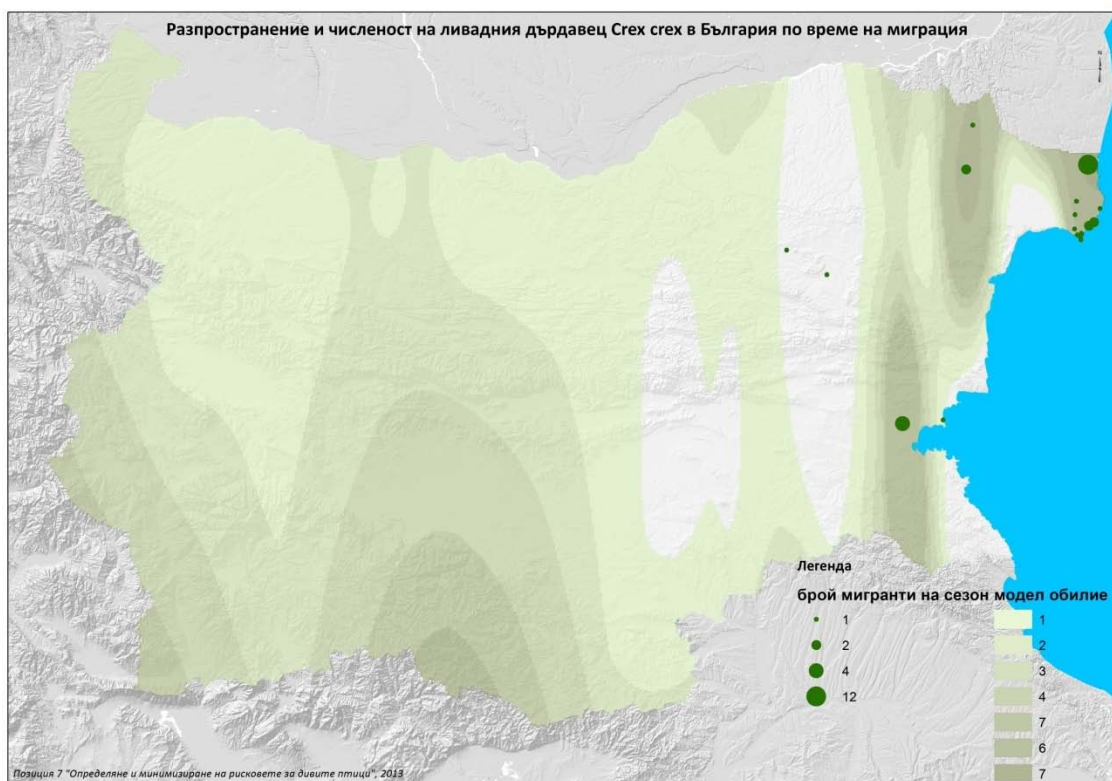 Разпространение и численост на ливадния дърдавец Crex crex в България по време на миграция
Легенда
брой мигранти на сезон модел обилие
1
2
4
12
1
2
3
4
7
6
7
Позиция 7 "Определяне и минимизиране на рисковете за дивите птици", 2013